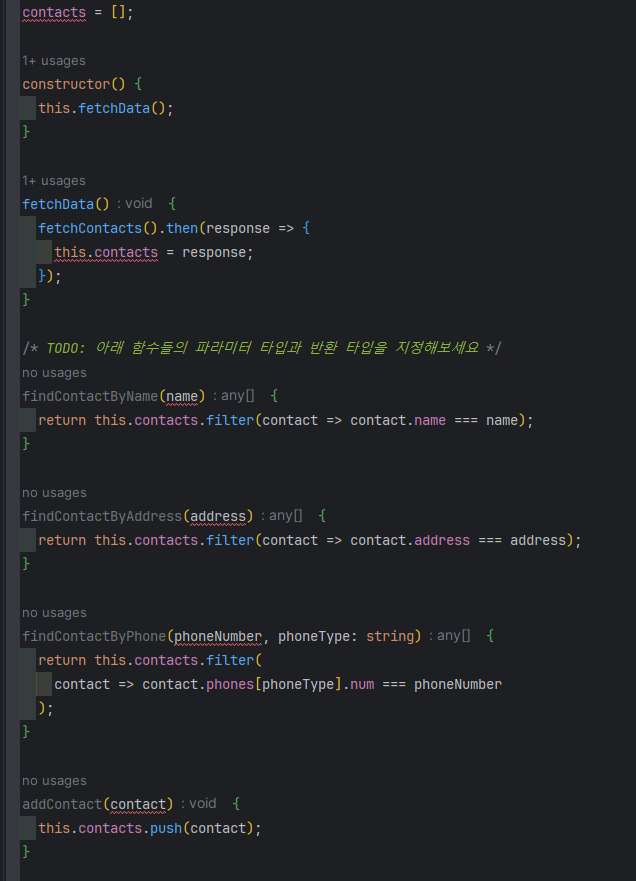 contacts = [];
1+ usages
constructor() {
this.fetchData();
}
1+ usages
fetchData() : void {
fetchContacts().then(response => {
this.contacts = response;
});
}
/* TODO: 아래 함수들의 파라미터 타입과 반환 타입을 지정해보세요 */
no usages
findContactByName(name) : any[] {
return this.contacts.filter(contact => contact.name === name);
}
no usages
findContactByAddress(address) : any[] {
return this.contacts.filter(contact => contact.address === address);
}
no usages
findContactByPhone(phoneNumber, phoneType: string) : any[] {
return this.contacts.filter(
contact => contact.phones[phoneType].num === phoneNumber
);
}
no usages
addContact(contact) : void {
this.contacts.push(contact);
}